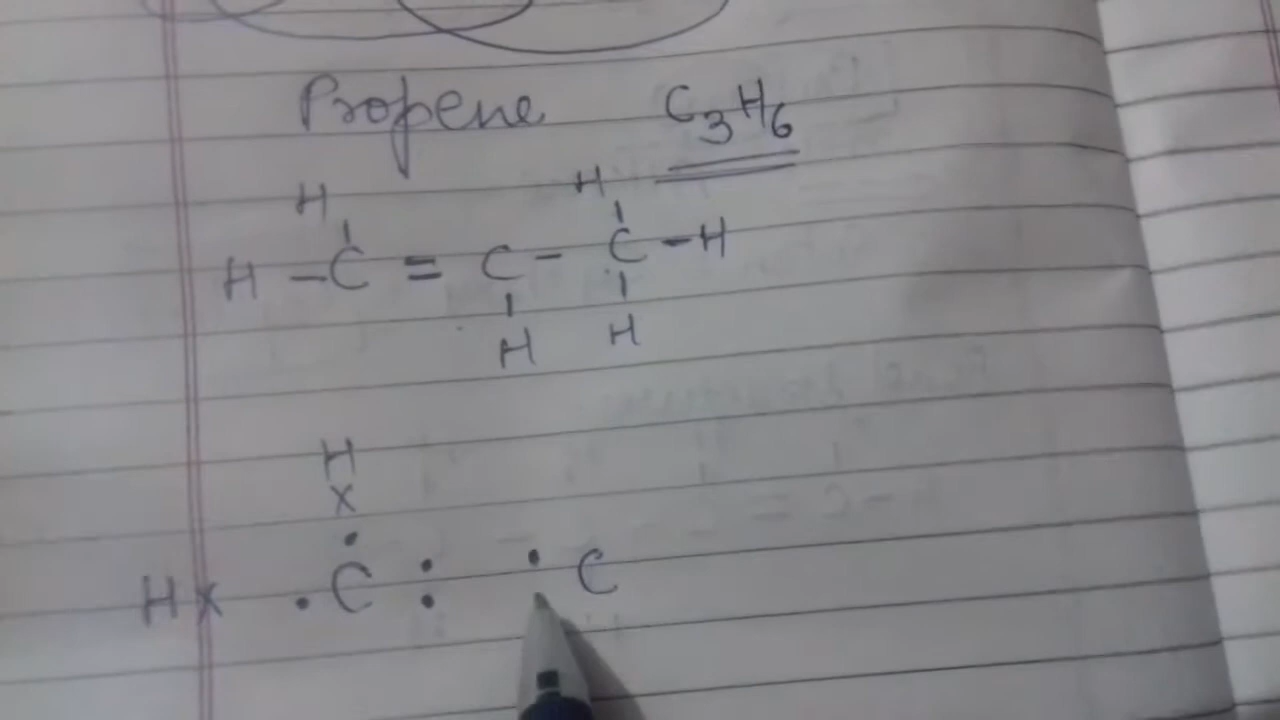 Propene C3H6
H H
H - C = C - C - H
H H
H
x
H x . C : . C